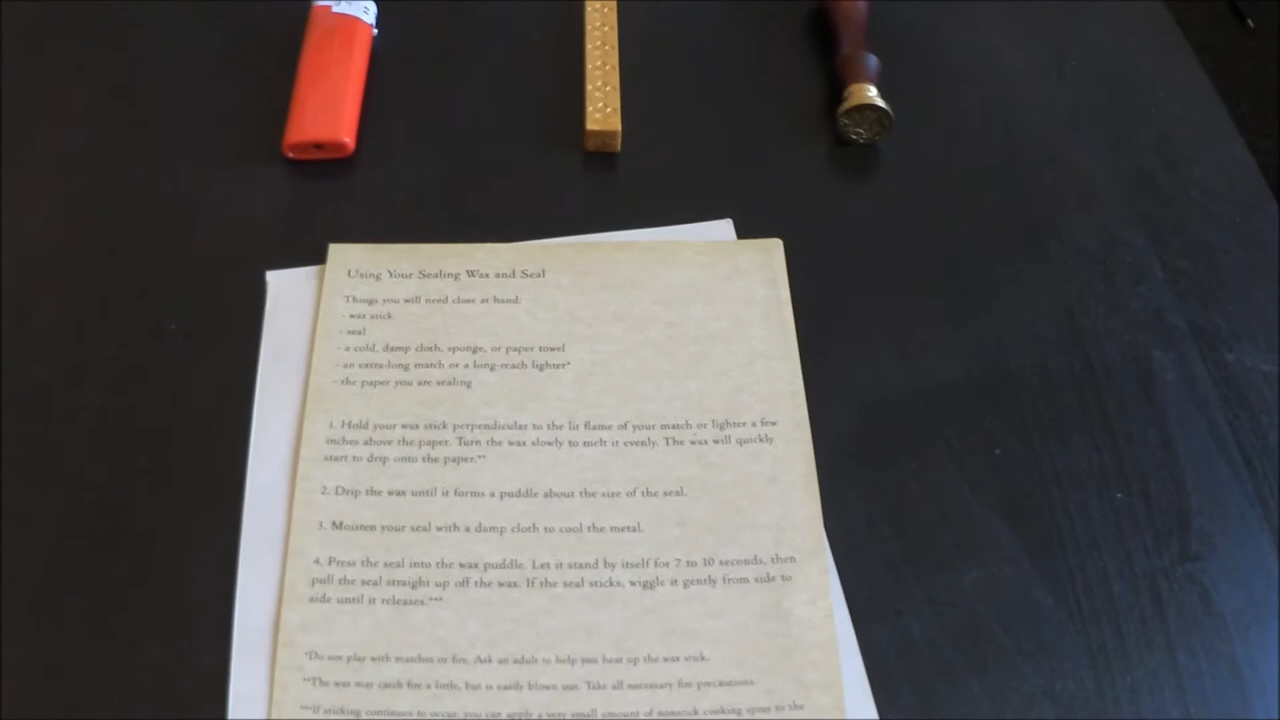 Using Your Sealing Wax and Seal
Things you will need close at hand:
- wax stick
- seal
- a cold, damp cloth, sponge, or paper towel
- an extra-long match or a long-reach lighter*
- the paper you are sealing
1. Hold your wax stick perpendicular to the lit flame of your match or lighter a few
inches above the paper. Turn the wax slowly to melt it evenly. The wax will quickly
start to drip onto the paper.**
2. Drip the wax until it forms a puddle about the size of the seal.
3. Moisten your seal with a damp cloth to cool the metal.
4. Press the seal into the wax puddle. Let it stand by itself for 7 to 10 seconds, then
pull the seal straight up off the wax. If the seal sticks, wiggle it gently from side to
side until it releases.***
*Do not play with matches or fire. Ask an adult to help you heat up the wax stick.
**The wax may catch fire a little, but is easily blown out. Take all necessary fire precautions.
***If sticking continues to occur, you can apply a very small amount of nonstick cooking spray to the